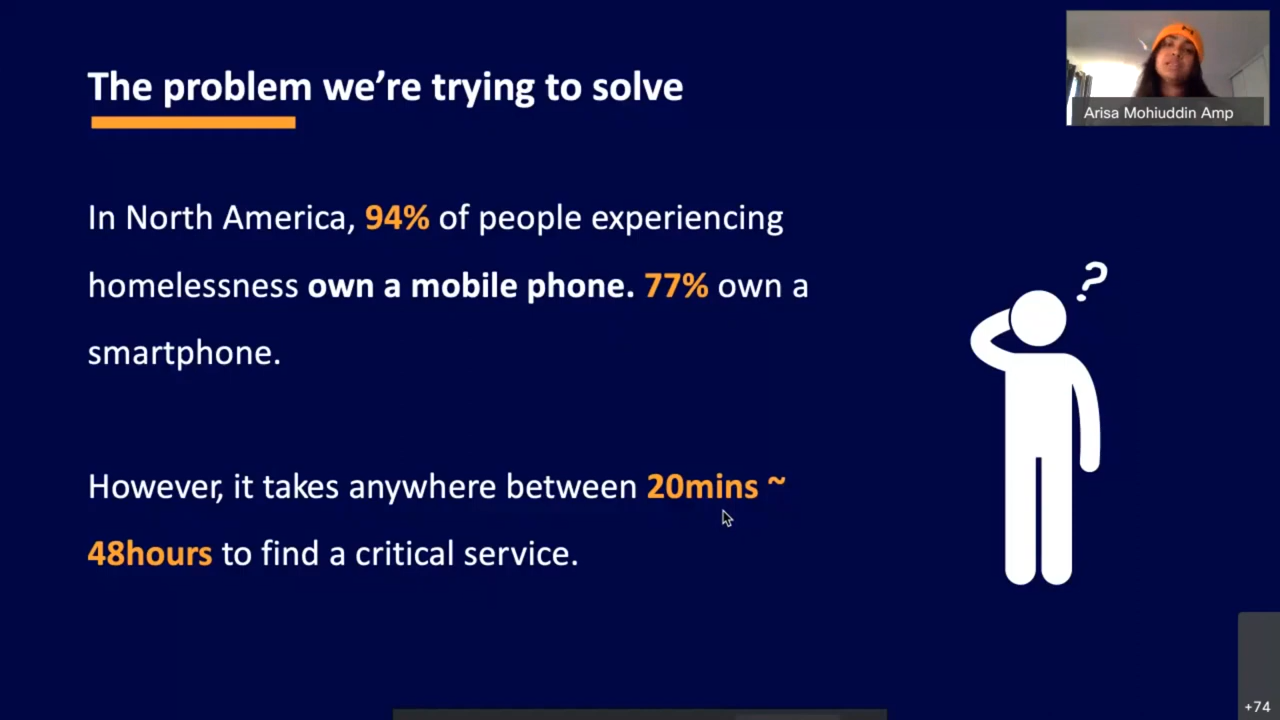 The problem we’re trying to solve
Arisa Mohiuddin Amp
In North America, 94% of people experiencing
homelessness own a mobile phone. 77% own a
smartphone.
?
However, it takes anywhere between 20mins ~
48hours to find a critical service.
+74